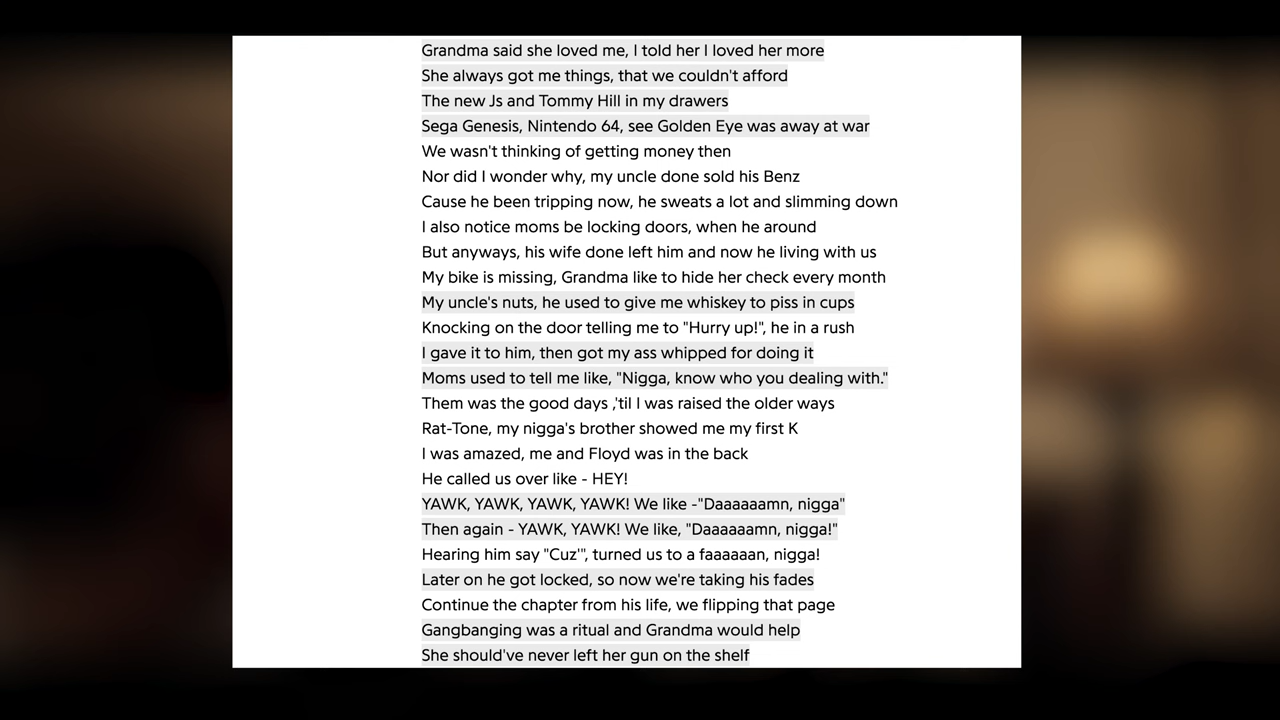 Grandma said she loved me, I told her I loved her more
She always got me things, that we couldn't afford
The new Js and Tommy Hill in my drawers
Sega Genesis, Nintendo 64, see Golden Eye was away at war
We wasn't thinking of getting money then
Nor did I wonder why, my uncle done sold his Benz
Cause he been tripping now, he sweats a lot and slimming down
I also notice moms be locking doors, when he around
But anyways, his wife done left him and now he living with us
My bike is missing, Grandma like to hide her check every month
My uncle's nuts, he used to give me whiskey to piss in cups
Knocking on the door telling me to "Hurry up!", he in a rush
I gave it to him, then got my ass whipped for doing it
Moms used to tell me like, "Nigga, know who you dealing with."
Them was the good days ,'til I was raised the older ways
Rat-Tone, my nigga's brother showed me my first K
I was amazed, me and Floyd was in the back
He called us over like - HEY!
YAWK, YAWK, YAWK, YAWK! We like -"Daaaaaamn, nigga"
Then again - YAWK, YAWK! We like, "Daaaaaamn, nigga!"
Hearing him say "Cuz'", turned us to a faaaaaan, nigga!
Later on he got locked, so now we're taking his fades
Continue the chapter from his life, we flipping that page
Gangbanging was a ritual and Grandma would help
She should've never left her gun on the shelf